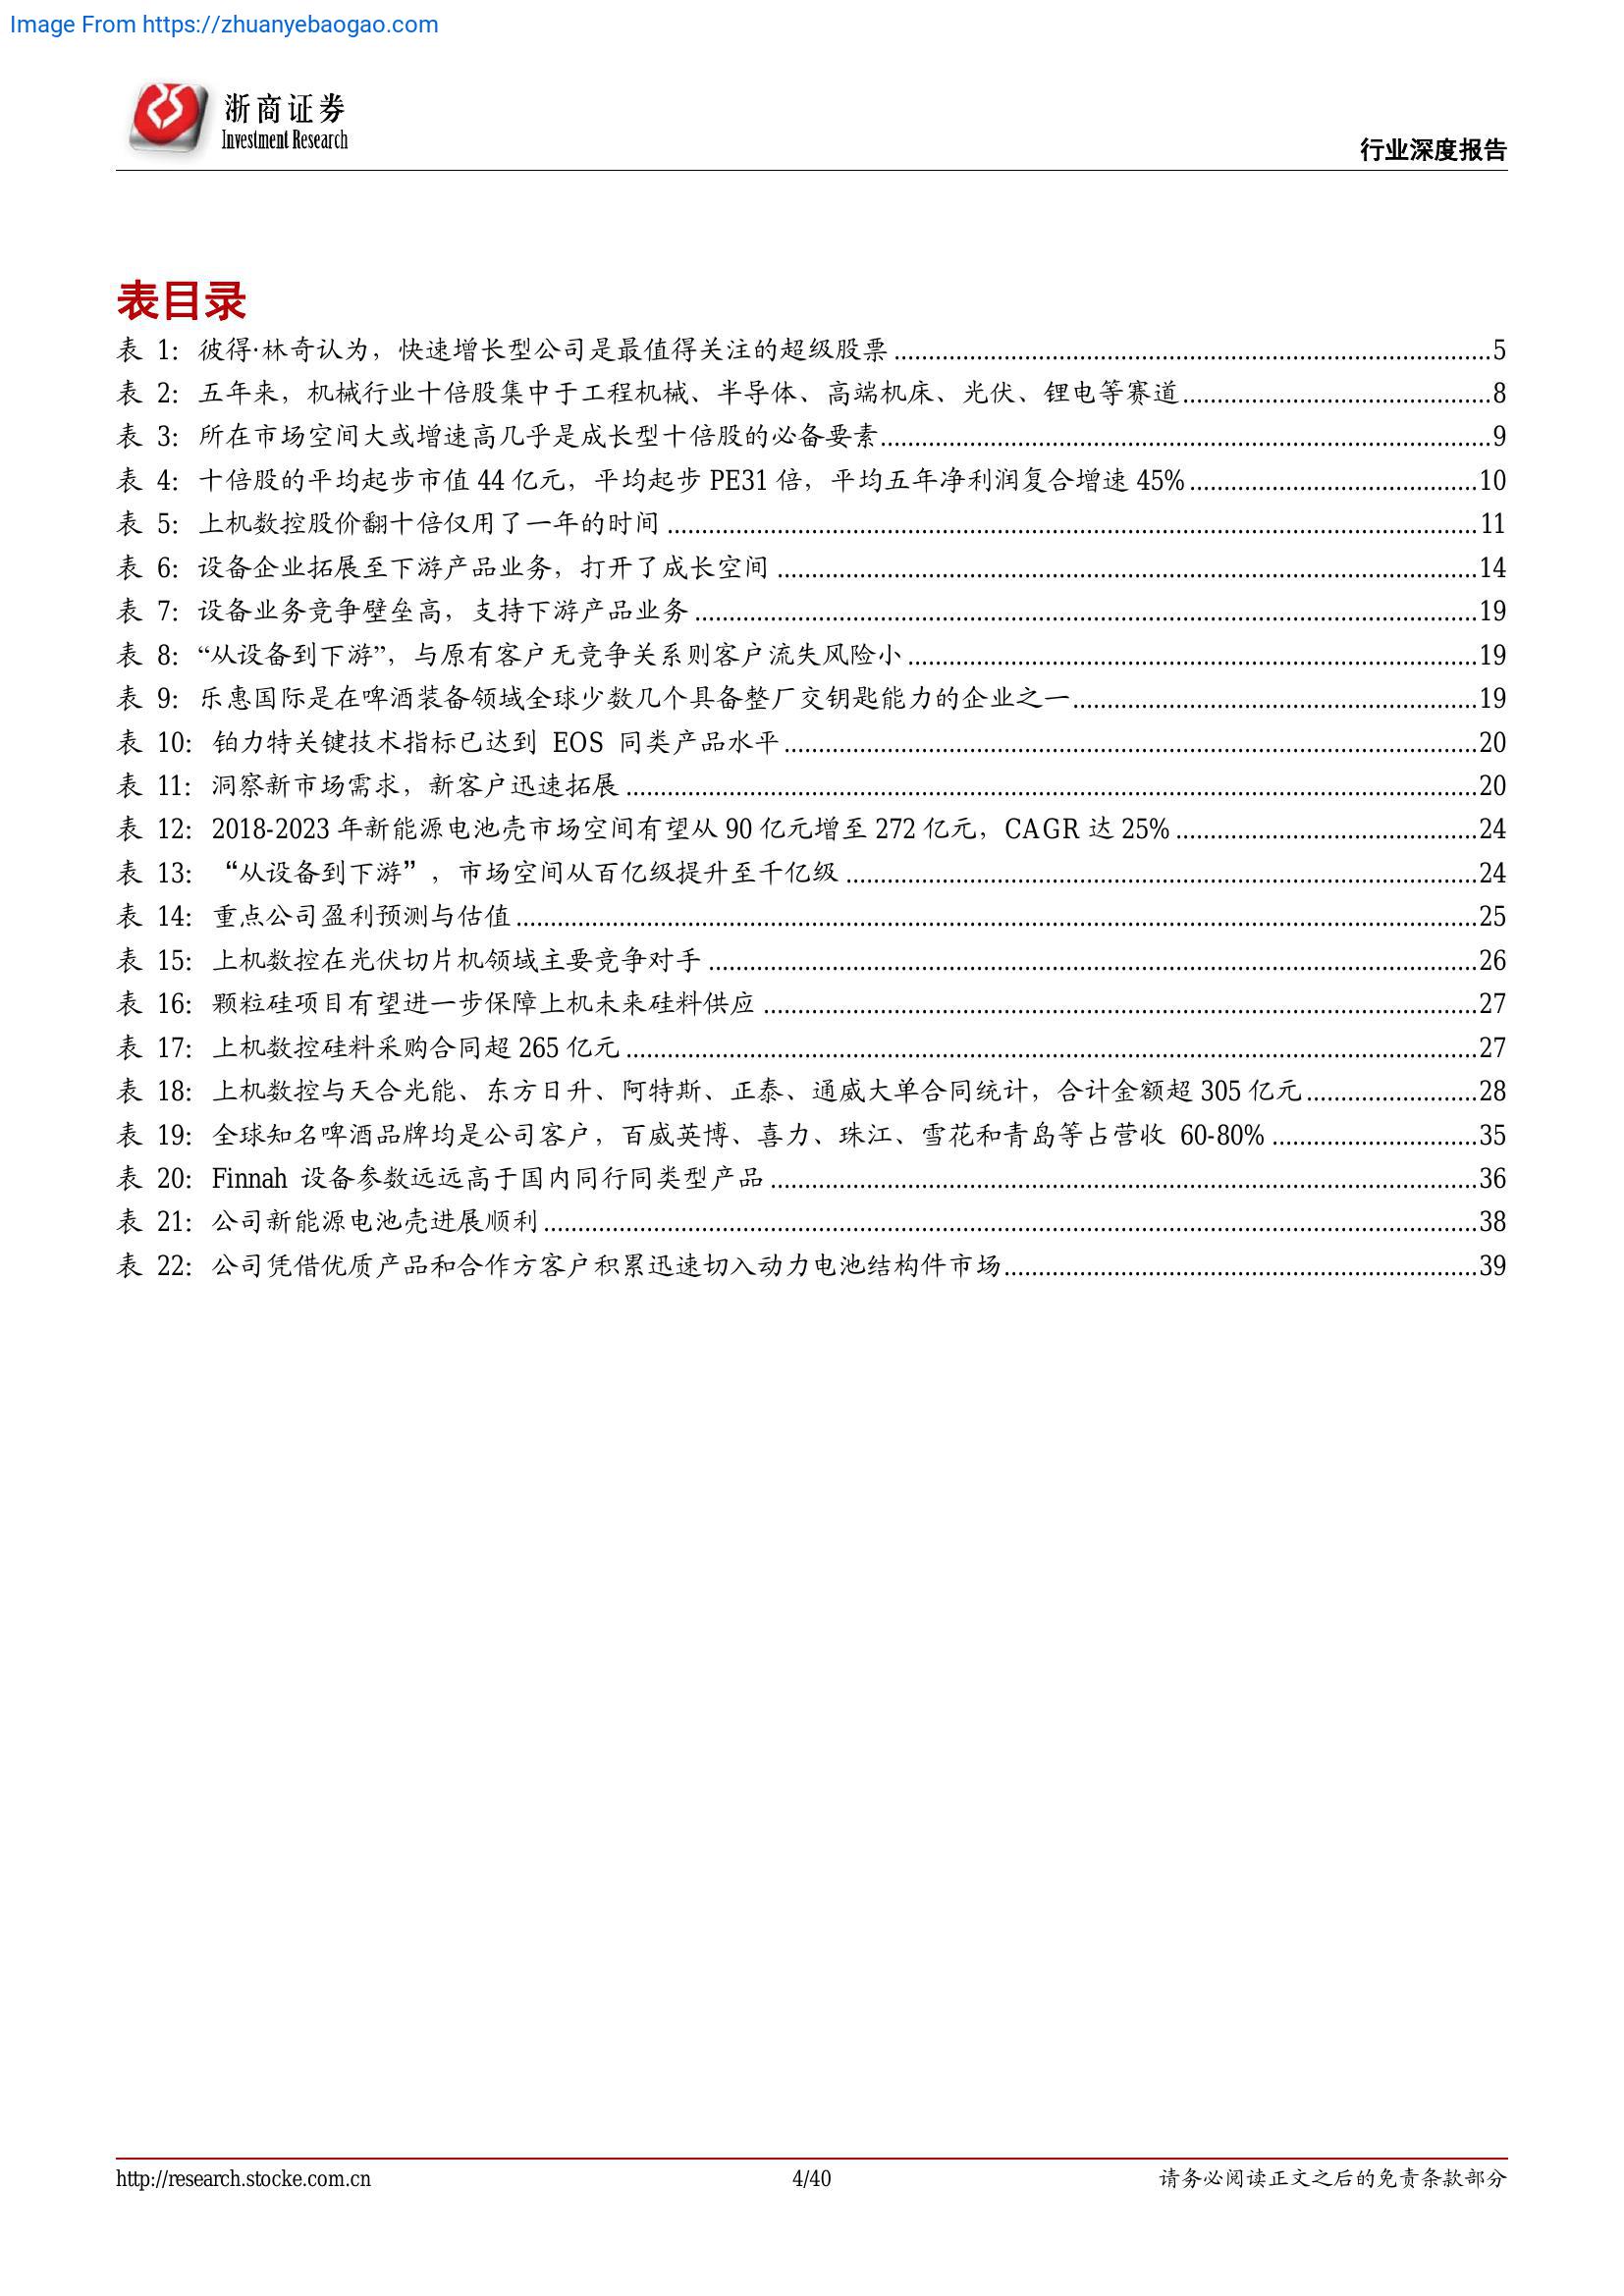 Image From https://zhuanyebaogao.com
浙商证券
Investment Research
行业深度报告
表目录
表 1：彼得·林奇认为，快速增长型公司是最值得关注的超级股票 5
表 2：五年来，机械行业十倍股集中于工程机械、半导体、高端机床、光伏、锂电等赛道 8
表 3：所在市场空间大或增速高几乎是成长型十倍股的必备要素 9
表 4：十倍股的平均起步市值 44 亿元，平均起步 PE31 倍，平均五年净利润复合增速 45% 10
表 5：上机数控股价翻十倍仅用了一年的时间 11
表 6：设备企业拓展至下游产品业务，打开了成长空间 14
表 7：设备业务竞争壁垒高，支持下游产品业务 19
表 8：“从设备到下游”，与原有客户无竞争关系则客户流失风险小 19
表 9：乐惠国际是在啤酒装备领域全球少数几个具备整厂交钥匙能力的企业之一 19
表 10：铂力特关键技术指标已达到 EOS 同类产品水平 20
表 11：洞察新市场需求，新客户迅速拓展 20
表 12：2018-2023 年新能源电池壳市场空间有望从 90 亿元增至 272 亿元，CAGR 达 25% 24
表 13：“从设备到下游”，市场空间从百亿级提升至千亿级 24
表 14：重点公司盈利预测与估值 25
表 15：上机数控在光伏切片机领域主要竞争对手 26
表 16：颗粒硅项目有望进一步保障上机未来硅料供应 27
表 17：上机数控硅料采购合同超 265 亿元 27
表 18：上机数控与天合光能、东方日升、阿特斯、正泰、通威大单合同统计，合计金额超 305 亿元 28
表 19：全球知名啤酒品牌均是公司客户，百威英博、喜力、珠江、雪花和青岛等占营收 60-80% 35
表 20：Finnah 设备参数远远高于国内同行同类型产品 36
表 21：公司新能源电池壳进展顺利 38
表 22：公司凭借优质产品和合作方客户积累迅速切入动力电池结构件市场 39
http://research.stocke.com.cn
4/40
请务必阅读正文之后的免责条款部分